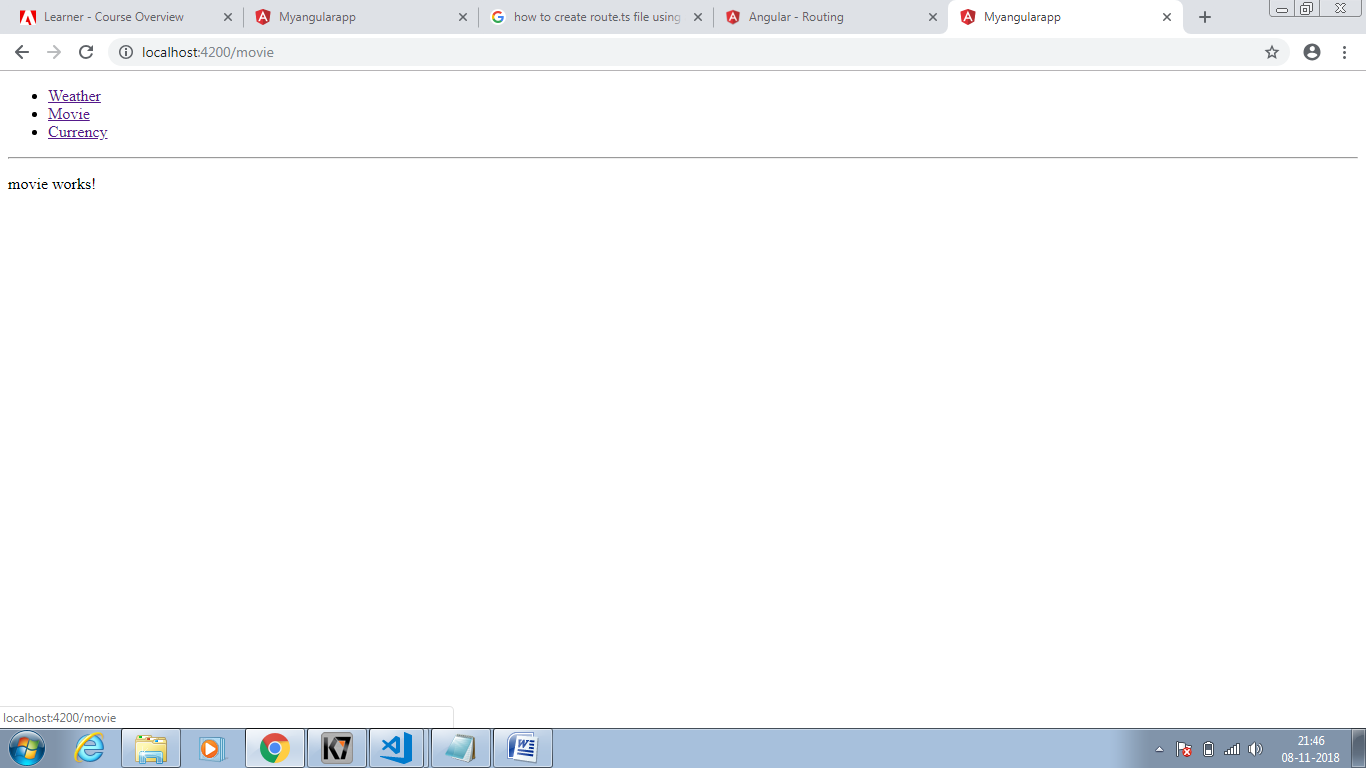 Learner - Course Overview
Myangularapp
how to create route.ts file using
Angular - Routing
Myangularapp
localhost:4200/movie
Weather
Movie
Currency
movie works!
localhost:4200/movie
K7
W
21:46
08-11-2018